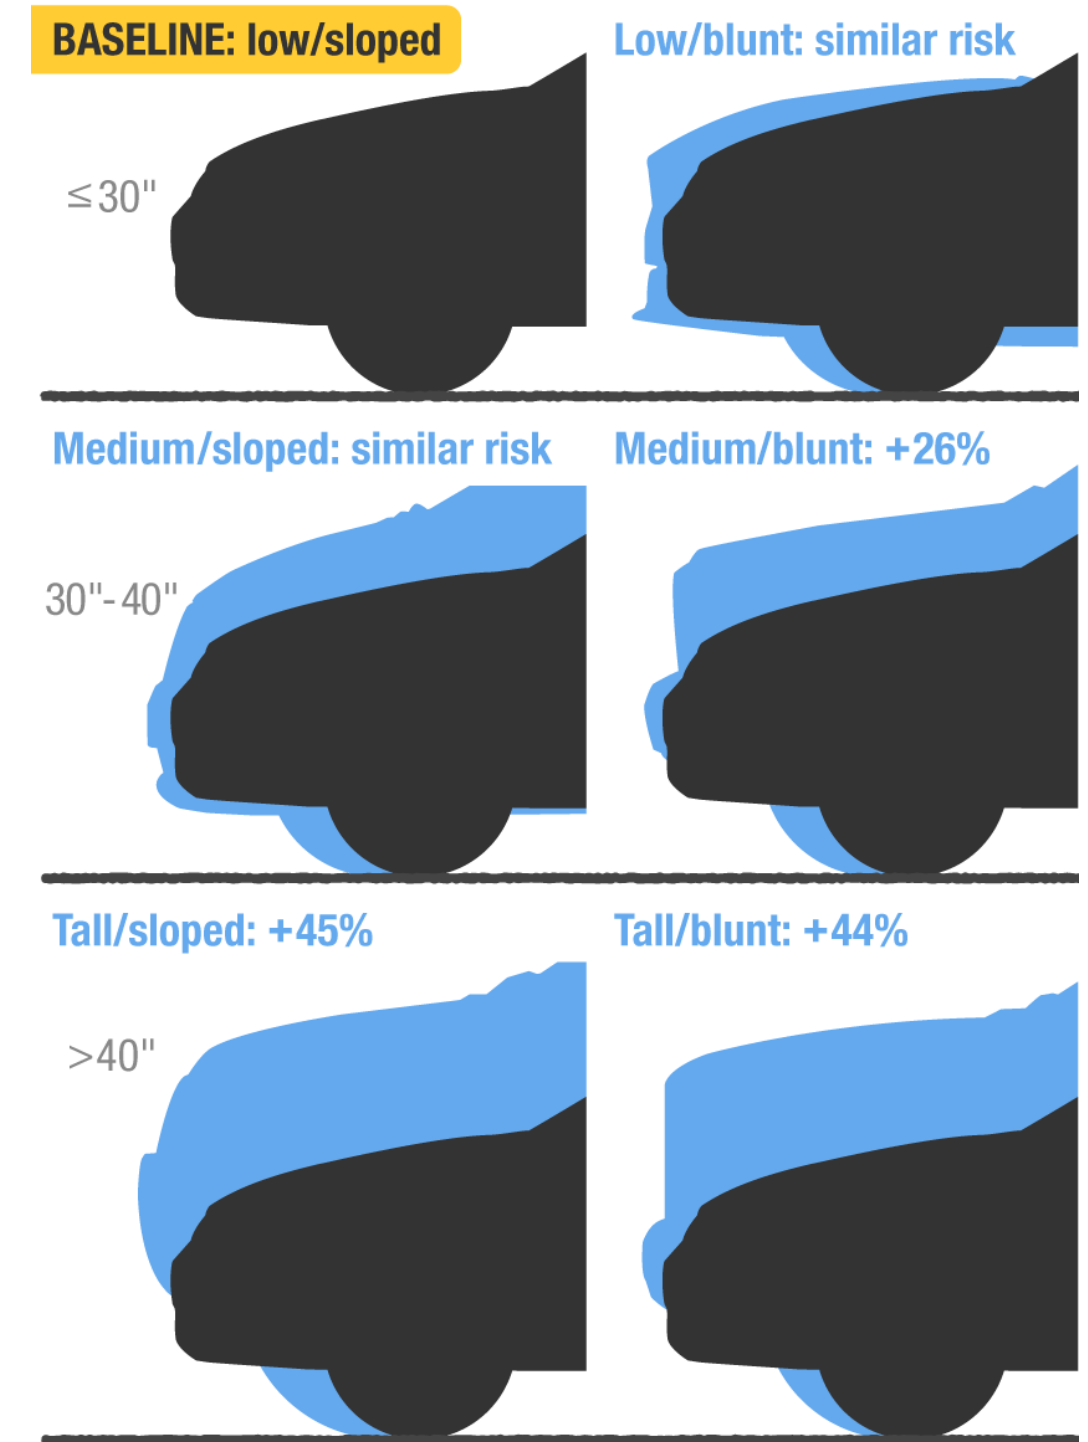 BASELINE: low/sloped
Low/blunt: similar risk
≤30"
Medium/sloped: similar risk
Medium/blunt: +26%
30"-40"
Tall/sloped: +45%
Tall/blunt: +44%
>40"